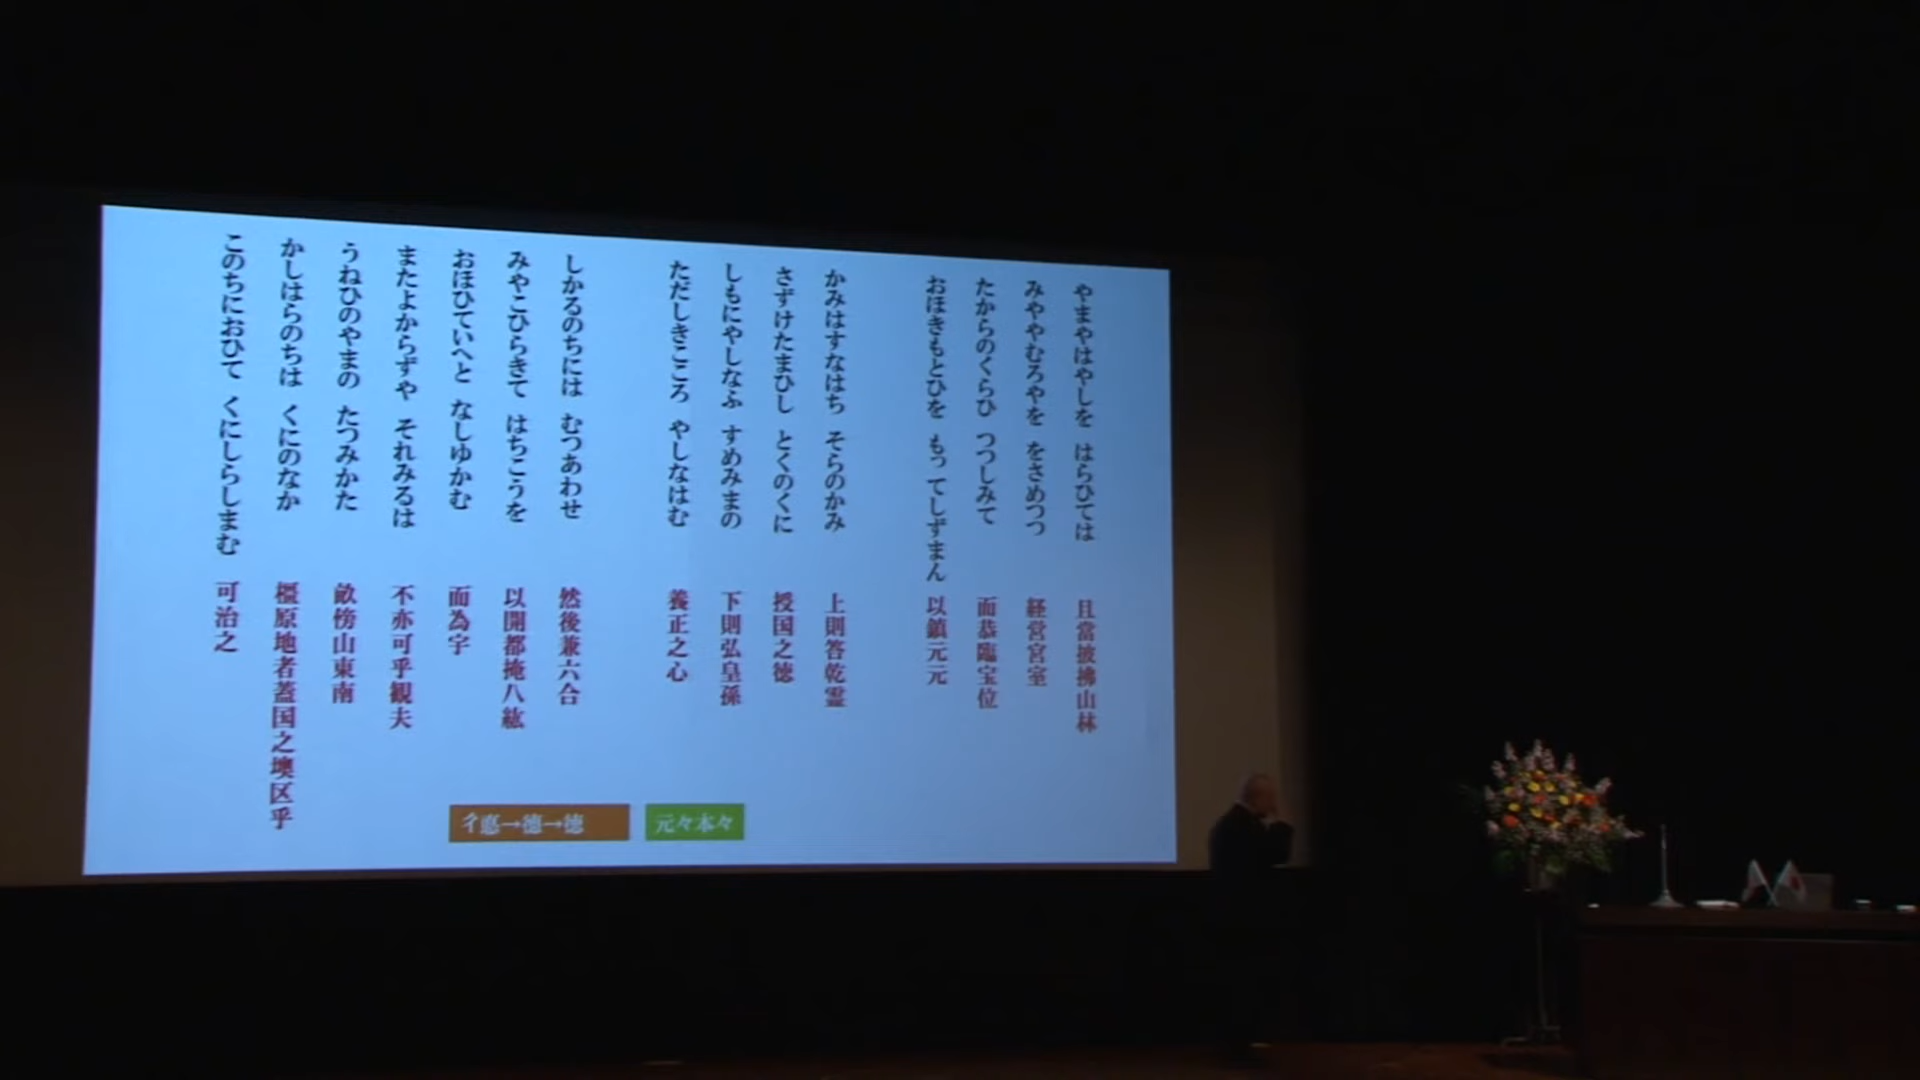 やまやはやしを はらひては 且當披拂山林
みややむろやを をさめつつ 経営宮室
たからのくらひ つつしみて 而恭臨宝位
おほきもとひを もってしずまん 以鎮元元
かみはすなはち そらのかみ 上則答乾霊
さずけたまひし とくのくに 授国之徳
しもにやしなふ すめみまの 下則弘皇孫
ただしきこころ やしなはむ 養正之心
しかるのちには むつあわせ 然後兼六合
みやこひらきて はちこうを 以開都掩八紘
おほひていへと なしゆかむ 而為宇
またよからずや それみるは 不亦可乎観夫
うねひのやまの たつみかた 畝傍山東南
かしはらのちは くにのなか 橿原地者蓋国之墺区乎
このちにおひて くにしらしまむ 可治之
彳悳→德→徳
元々本々